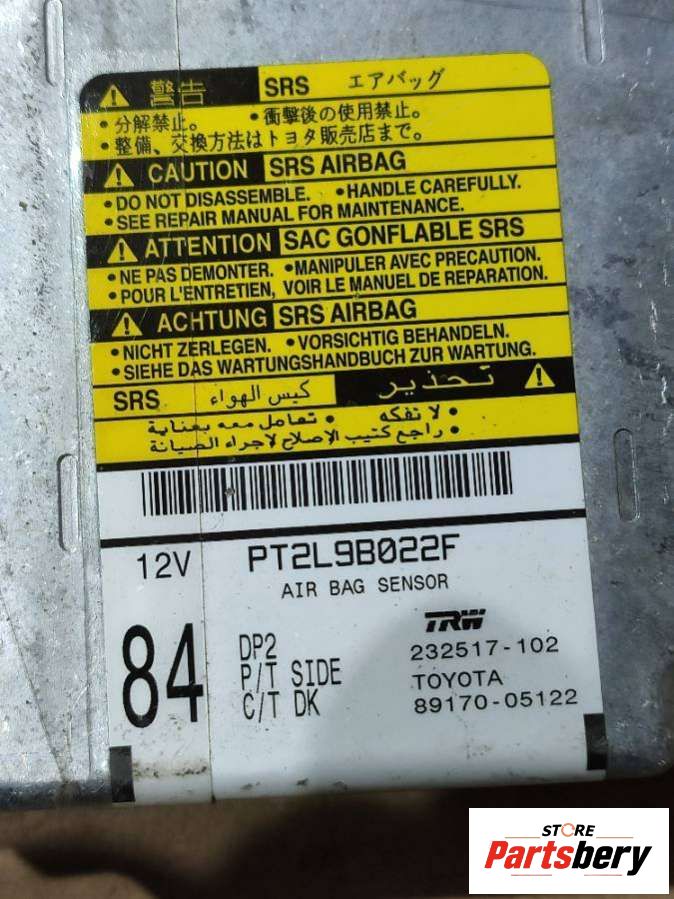 警告 SRS エアバッグ
・分解禁止。 ・衝撃後の使用禁止。
・整備、交換方法はトヨタ販売店まで。
CAUTION SRS AIRBAG
•DO NOT DISASSEMBLE. •HANDLE CAREFULLY.
•SEE REPAIR MANUAL FOR MAINTENANCE.
ATTENTION SAC GONFLABLE SRS
•NE PAS DEMONTER. •MANIPULER AVEC PRECAUTION.
•POUR L'ENTRETIEN, VOIR LE MANUEL DE REPARATION.
ACHTUNG SRS AIRBAG
•NICHT ZERLEGEN. •VORSICHTIG BEHANDELN.
•SIEHE DAS WARTUNGSHANDBUCH ZUR WARTUNG.
تحذير كيس الهواء SRS
• لا تفكه • تعامل معه بعناية
• راجع كتيب الاصلاح لاجراء الصيانة
12V PT2L9B022F
AIR BAG SENSOR
84
DP2
P/T SIDE
C/T DK
TRW
232517-102
TOYOTA
89170-05122
STORE
Partsbery